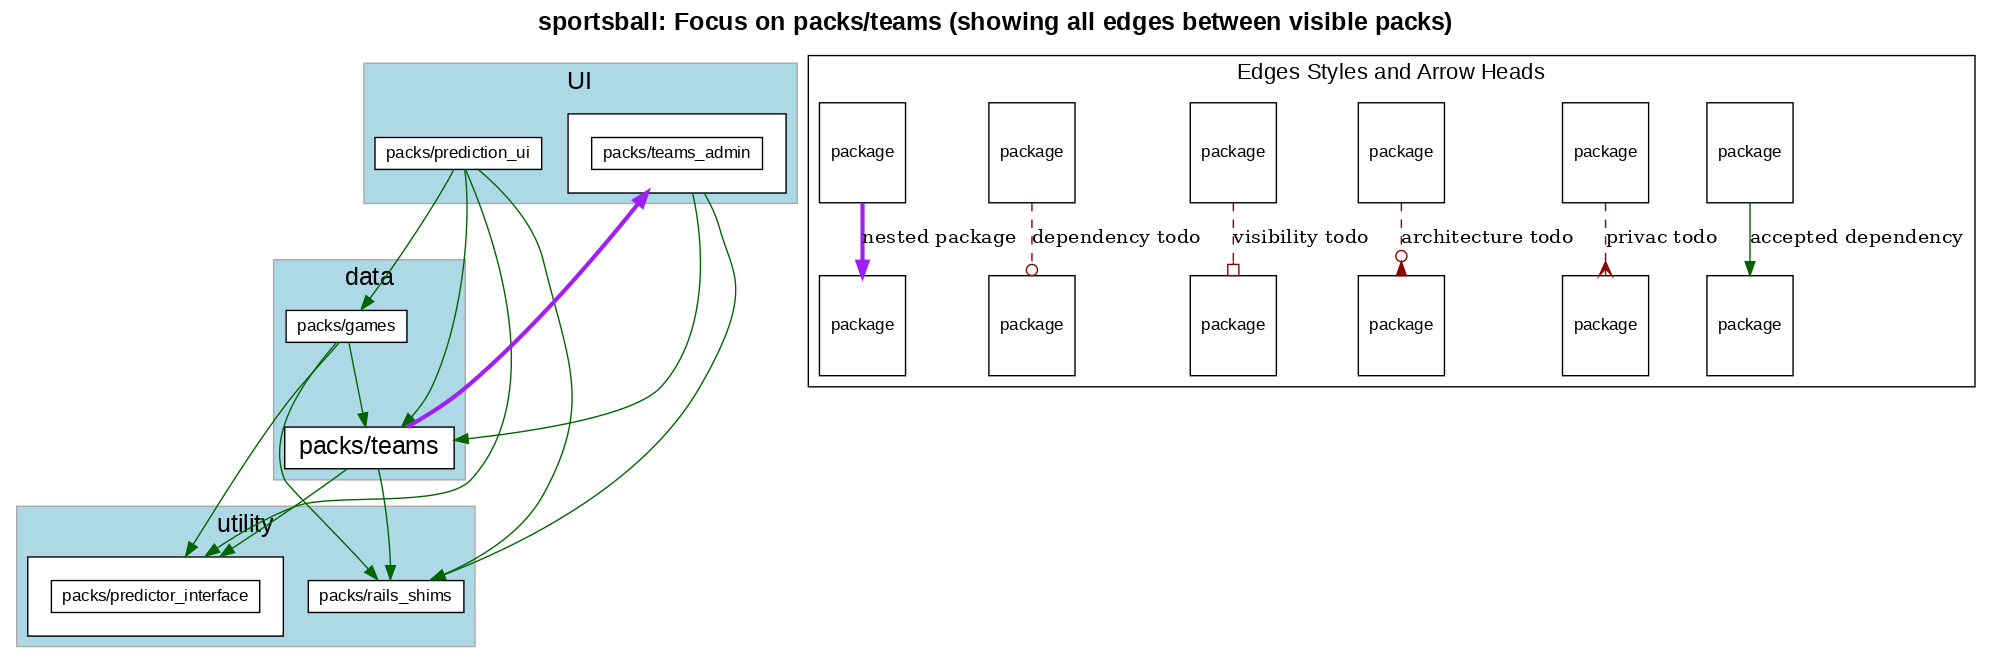 sportsball: Focus on packs/teams (showing all edges between visible packs)
UI
packs/prediction_ui
packs/teams_admin
data
packs/games
packs/teams
utility
packs/predictor_interface
packs/rails_shims
Edges Styles and Arrow Heads
package
package
package
package
package
package
nested package
dependency todo
visibility todo
architecture todo
privac todo
accepted dependency
package
package
package
package
package
package